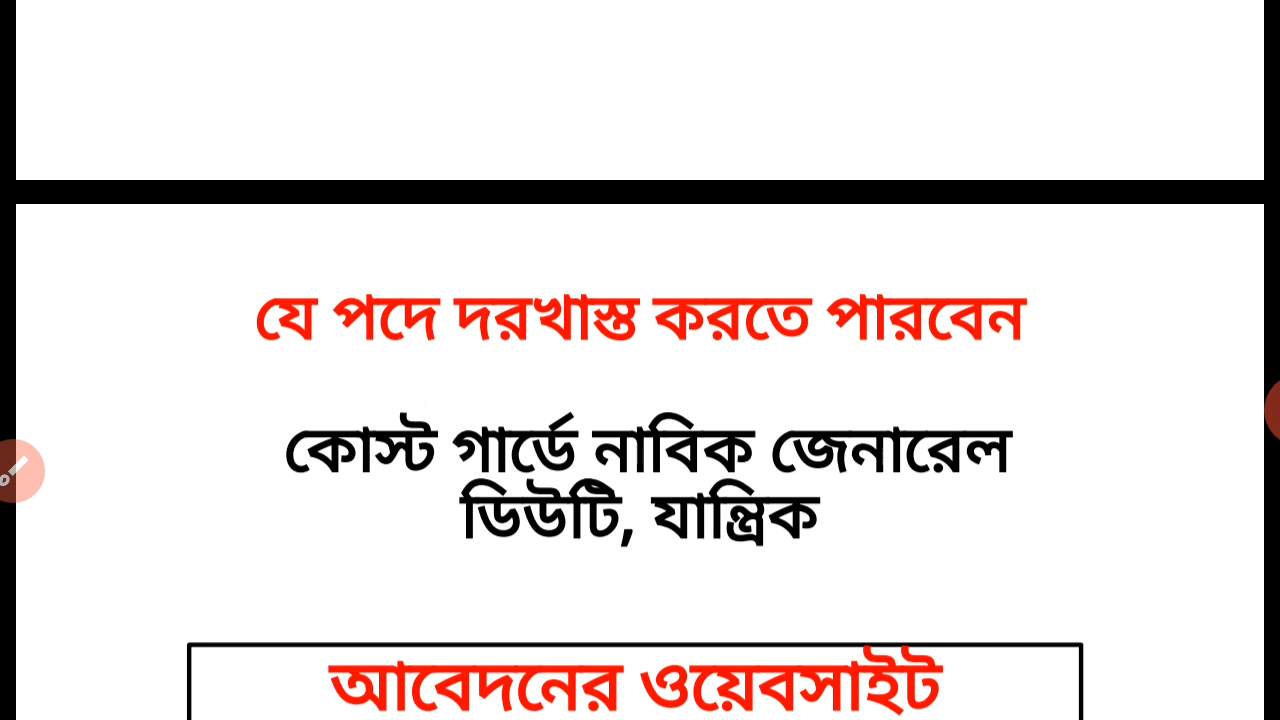 যে পদে দরখাস্ত করতে পারবেন
কোস্ট গার্ডে নাবিক জেনারেল
ডিউটি, যান্ত্রিক
আবেদনের ওয়েবসাইট